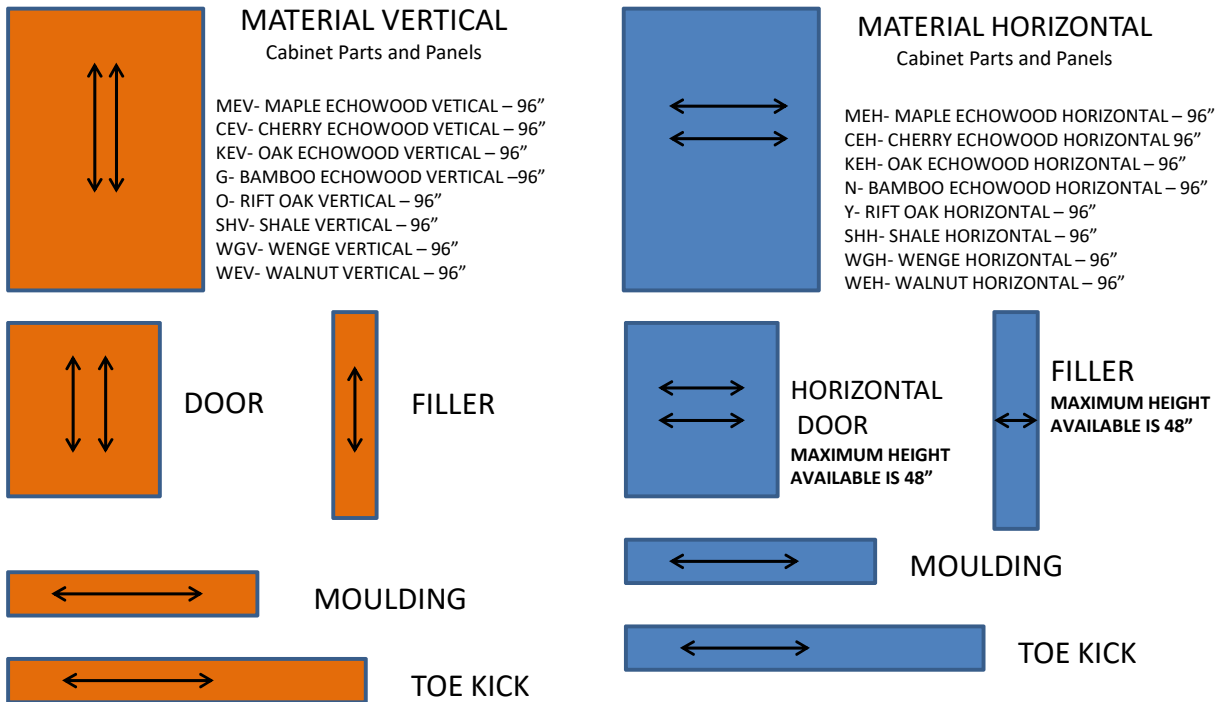 MATERIAL VERTICAL
Cabinet Parts and Panels
MEV- MAPLE ECHOWOOD VETICAL – 96”
CEV- CHERRY ECHOWOOD VETICAL – 96”
KEV- OAK ECHOWOOD VERTICAL – 96”
G- BAMBOO ECHOWOOD VERTICAL –96”
O- RIFT OAK VERTICAL – 96”
SHV- SHALE VERTICAL – 96”
WGV- WENGE VERTICAL – 96”
WEV- WALNUT VERTICAL – 96”
DOOR
FILLER
MOULDING
TOE KICK
MATERIAL HORIZONTAL
Cabinet Parts and Panels
MEH- MAPLE ECHOWOOD HORIZONTAL – 96”
CEH- CHERRY ECHOWOOD HORIZONTAL 96”
KEH- OAK ECHOWOOD HORIZONTAL – 96”
N- BAMBOO ECHOWOOD HORIZONTAL – 96”
Y- RIFT OAK HORIZONTAL – 96”
SHH- SHALE HORIZONTAL – 96”
WGH- WENGE HORIZONTAL – 96”
WEH- WALNUT HORIZONTAL – 96”
HORIZONTAL
DOOR
MAXIMUM HEIGHT
AVAILABLE IS 48”
FILLER
MAXIMUM HEIGHT
AVAILABLE IS 48”
MOULDING
TOE KICK